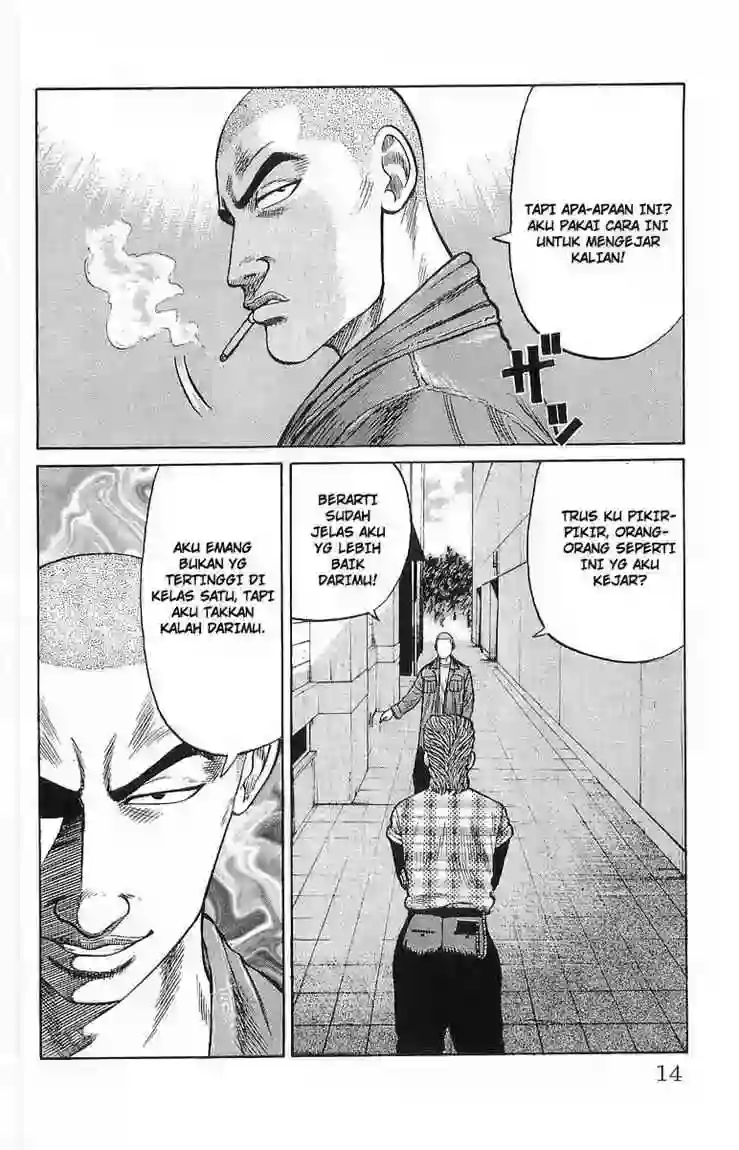 TAPI APA-APAAN INI?
AKU PAKAI CARA INI
UNTUK MENGEJAR
KALIAN!
ザ
ザ
TRUS KU PIKIR-
PIKIR, ORANG-
ORANG SEPERTI
INI YG AKU
KEJAR?
BERARTI
SUDAH
JELAS AKU
YG LEBIH
BAIK
DARIMU!
AKU EMANG
BUKAN YG
TERTINGGI DI
KELAS SATU, TAPI
AKU TAKKAN
KALAH DARIMU.
14